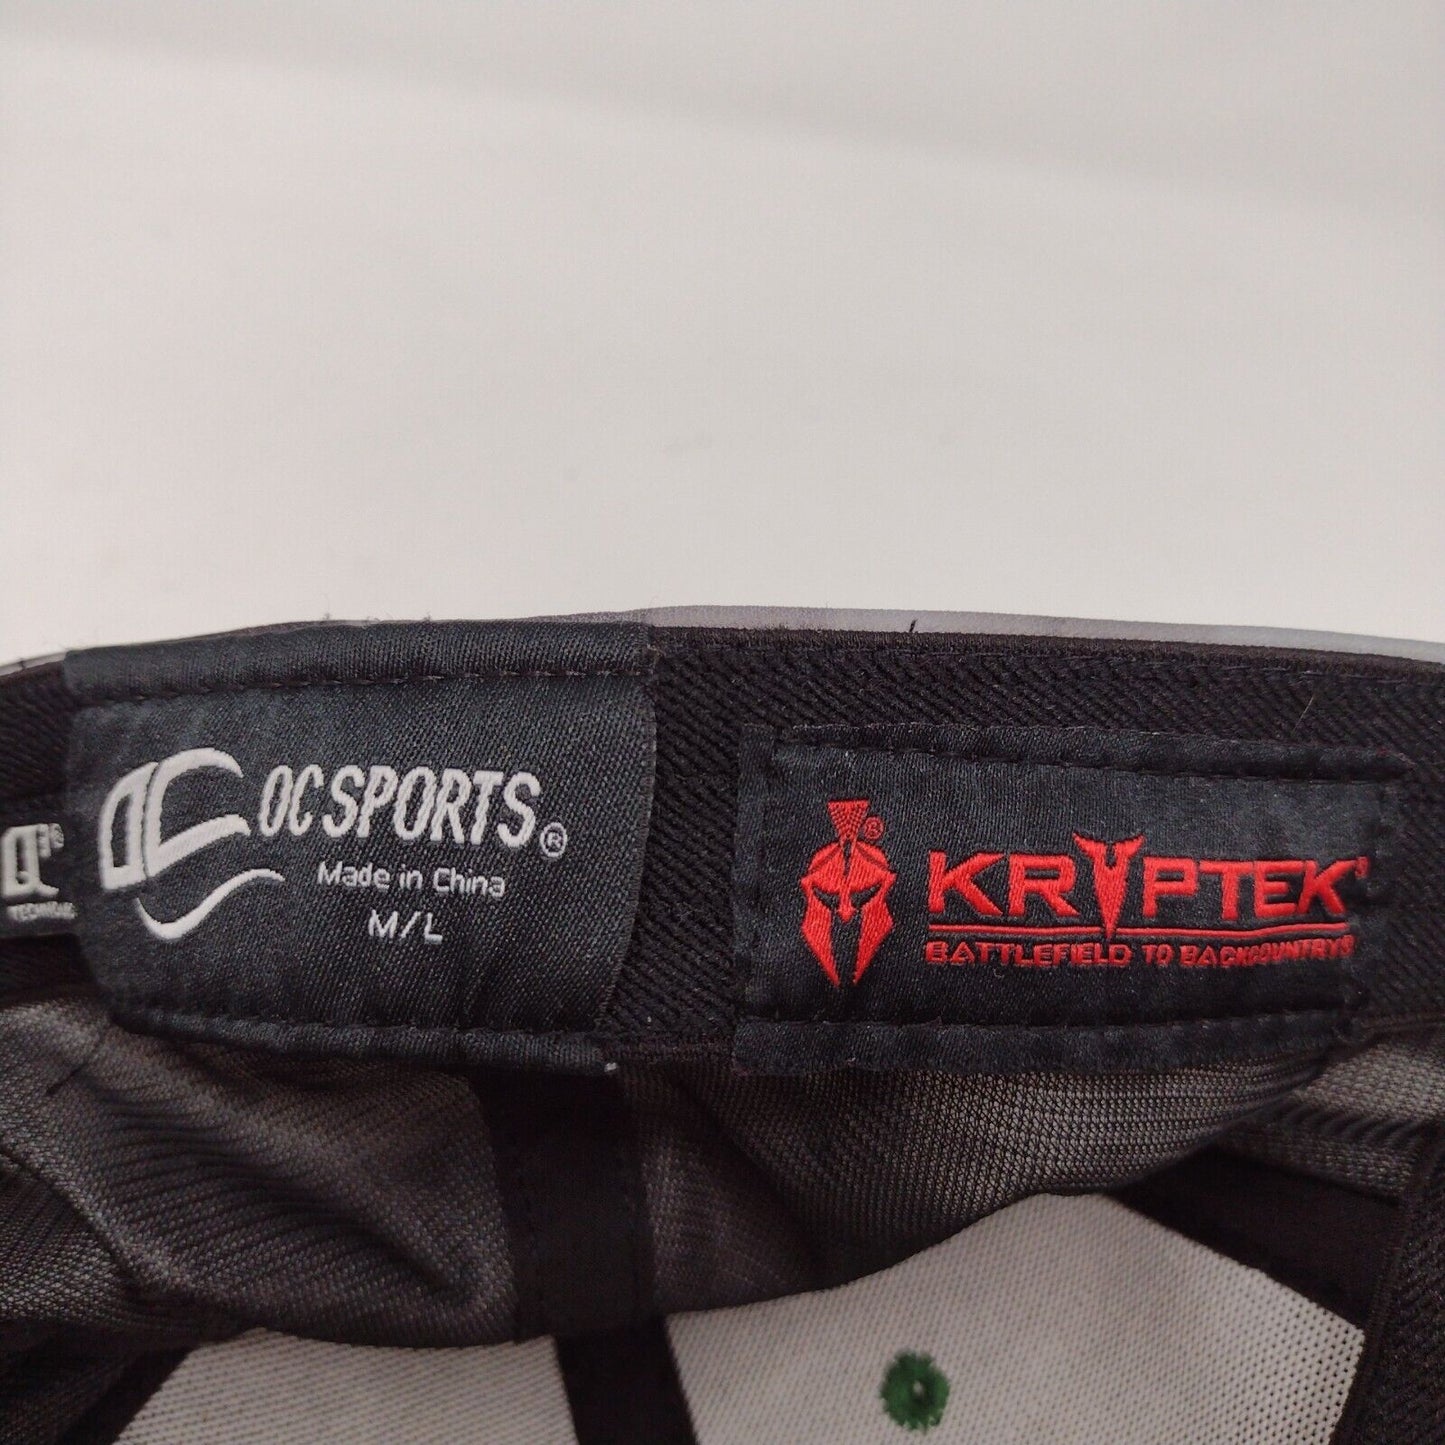 OC SPORTS®
Made in China
M/L
®
KRYPTEK®
BATTLEFIELD TO BACKCOUNTRY®